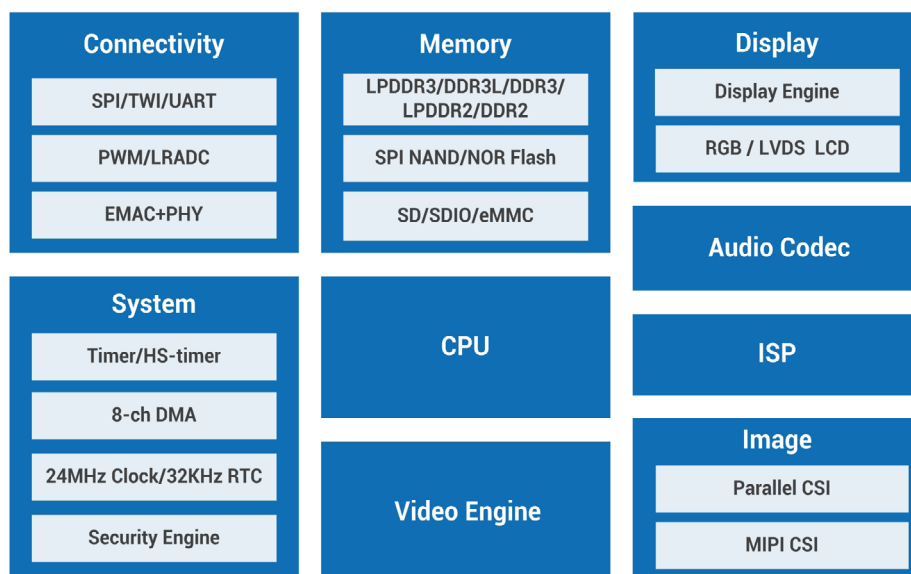 Connectivity
SPI/TWI/UART
PWM/LRADC
EMAC+PHY
System
Timer/HS-timer
8-ch DMA
24MHz Clock/32KHz RTC
Security Engine
Memory
LPDDR3/DDR3L/DDR3/
LPDDR2/DDR2
SPI NAND/NOR Flash
SD/SDIO/eMMC
CPU
Video Engine
Display
Display Engine
RGB / LVDS LCD
Audio Codec
ISP
Image
Parallel CSI
MIPI CSI